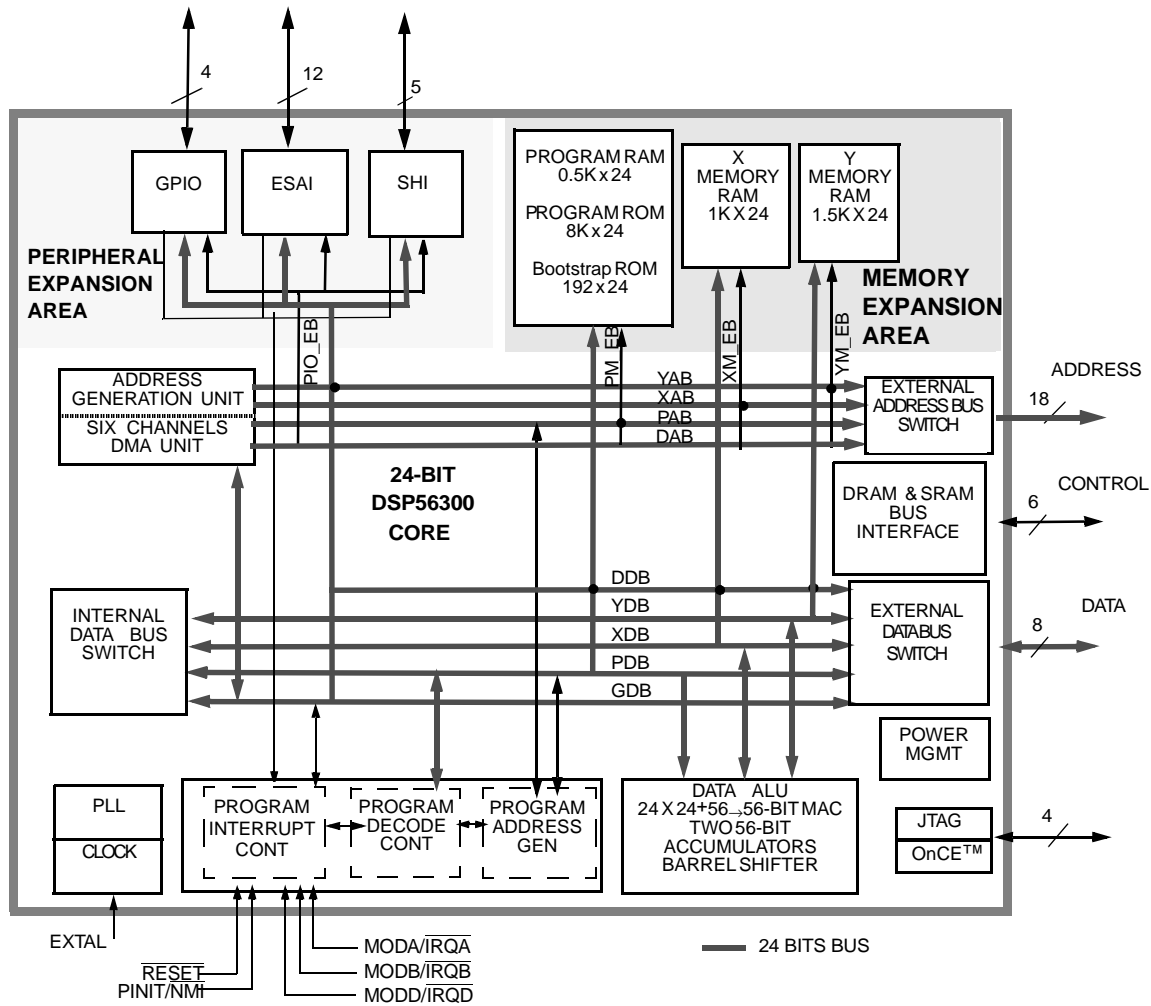 4
12
5
GPIO
ESAI
SHI
PROGRAM RAM
0.5K x 24
PROGRAM ROM
8K x 24
Bootstrap ROM
192 x 24
X
MEMORY
RAM
1K X 24
Y
MEMORY
RAM
1.5K X 24
PERIPHERAL
EXPANSION
AREA
MEMORY
EXPANSION
AREA
PIO_EB
PM_EB
XM_EB
YM_EB
ADDRESS
GENERATION UNIT
SIX CHANNELS
DMA UNIT
YAB
XAB
PAB
DAB
EXTERNAL
ADDRESS BUS
SWITCH
ADDRESS
18
24-BIT
DSP56300
CORE
DRAM & SRAM
BUS
INTERFACE
CONTROL
6
INTERNAL
DATA BUS
SWITCH
DDB
YDB
XDB
PDB
GDB
EXTERNAL
DATA BUS
SWITCH
DATA
8
POWER
MGMT
PLL
CLOCK
PROGRAM
INTERRUPT
CONT
PROGRAM
DECODE
CONT
PROGRAM
ADDRESS
GEN
DATA ALU
24 X 24+56→56-BIT MAC
TWO 56-BIT
ACCUMULATORS
BARREL SHIFTER
JTAG
OnCE™
4
EXTAL
RESET
PINIT/NMI
MODA/IRQA
MODB/IRQB
MODD/IRQD
24 BITS BUS